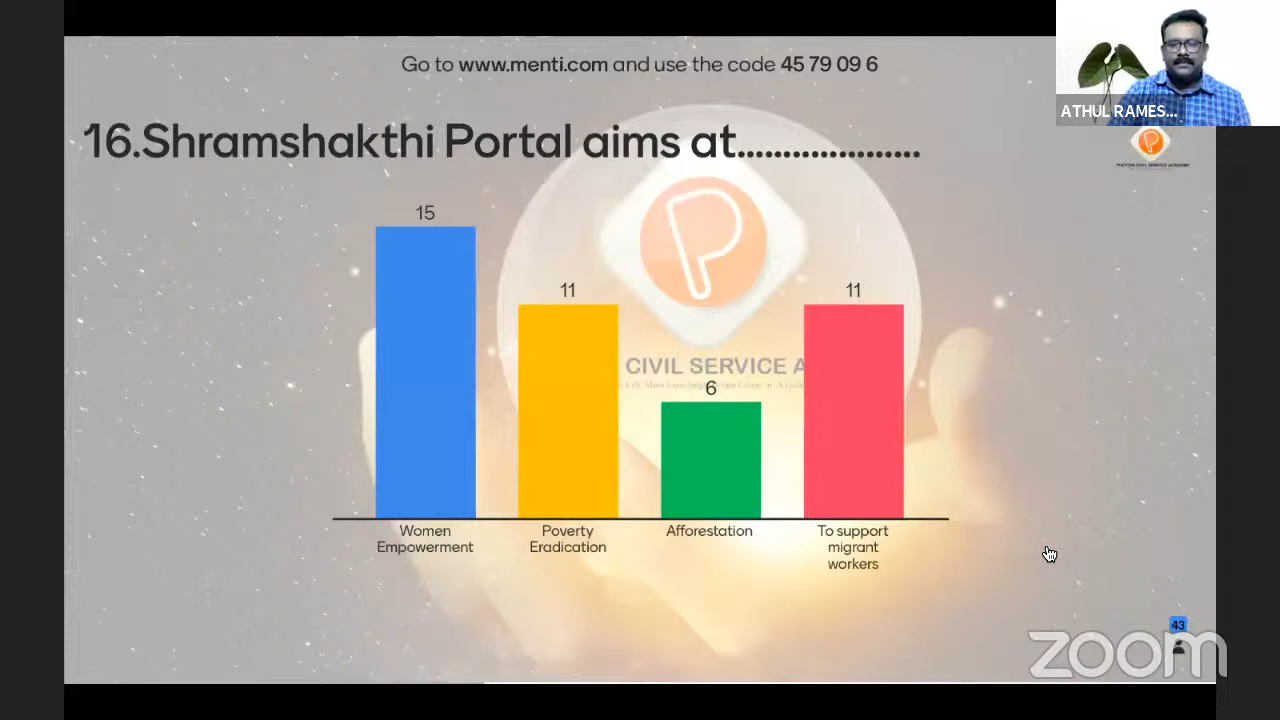 Go to www.menti.com and use the code 45 79 09 6
ATHUL RAMES...
16.Shramshakthi Portal aims at...................
15
11
6
11
CIVIL SERVICE A
Women
Empowerment
Poverty
Eradication
Afforestation
To support
migrant
workers
43
zoom